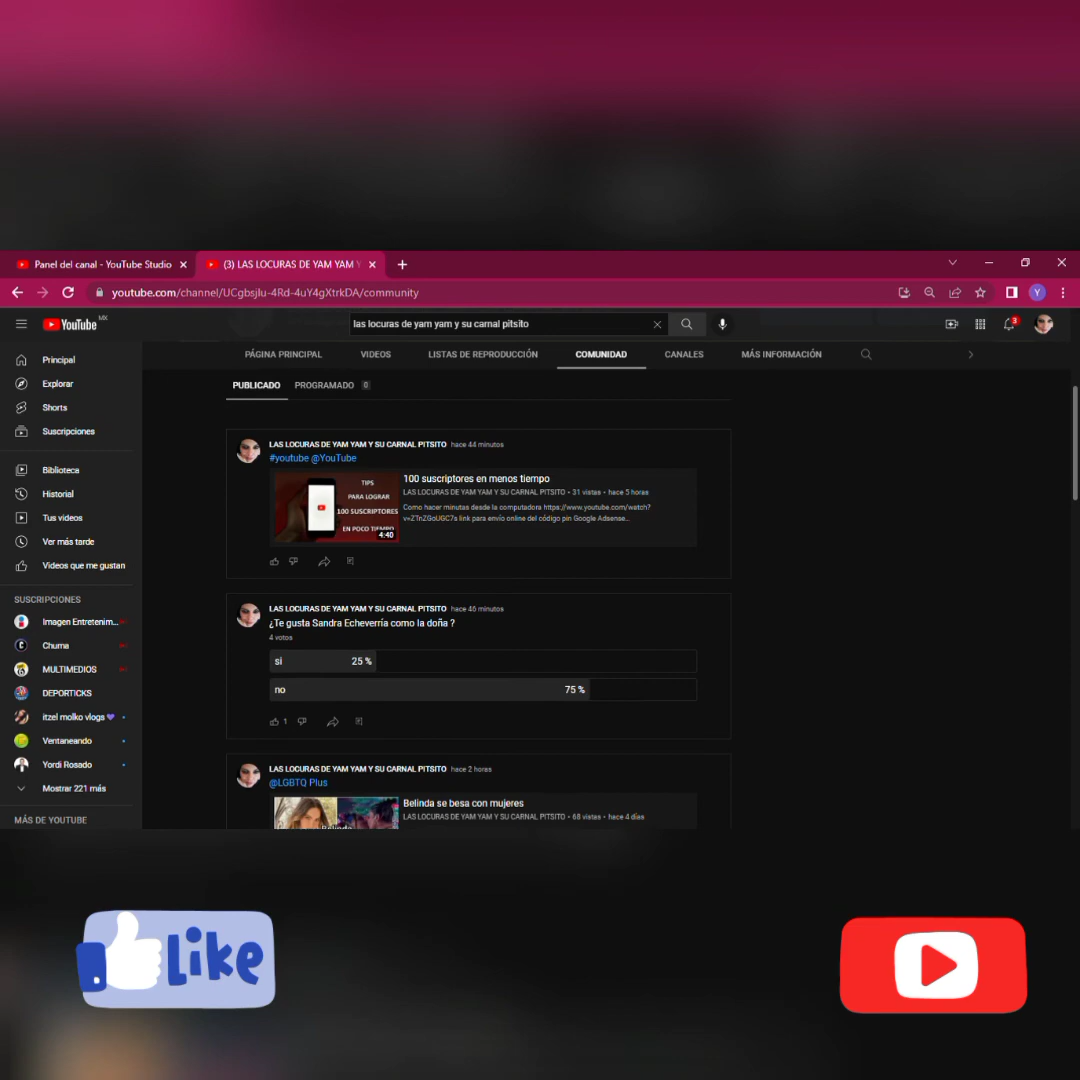 Panel del canal - YouTube Studio
(3) LAS LOCURAS DE YAM YAM Y
youtube.com/channel/UCgbsjlu-4Rd-4uY4gXtrkDA/community
Y
YouTube MX
las locuras de yam yam y su carnal pitsito
3
PÁGINA PRINCIPAL VIDEOS LISTAS DE REPRODUCCIÓN COMUNIDAD CANALES MÁS INFORMACIÓN
PUBLICADO PROGRAMADO 0
Principal
Explorar
Shorts
Suscripciones
Biblioteca
Historial
Tus videos
Ver más tarde
Videos que me gustan
SUSCRIPCIONES
Imagen Entretenim...
Chuma
MULTIMEDIOS
DEPORTICKS
itzel molko vlogs 💜
Ventaneando
Yordi Rosado
Mostrar 221 más
MÁS DE YOUTUBE
LAS LOCURAS DE YAM YAM Y SU CARNAL PITSITO hace 44 minutos
#youtube @YouTube
TIPS
PARA LOGRAR
100 SUSCRIPTORES
EN POCO TIEMPO
4:40
100 suscriptores en menos tiempo
LAS LOCURAS DE YAM YAM Y SU CARNAL PITSITO • 31 vistas • hace 5 horas
Como hacer minutos desde la computadora https://www.youtube.com/watch?
v=ZTnZGoUGC7s link para envío online del código pin Google Adsense...
LAS LOCURAS DE YAM YAM Y SU CARNAL PITSITO hace 46 minutos
¿Te gusta Sandra Echeverría como la doña ?
4 votos
si 25 %
no 75 %
1
LAS LOCURAS DE YAM YAM Y SU CARNAL PITSITO hace 2 horas
@LGBTQ Plus
Belinda
Belinda se besa con mujeres
LAS LOCURAS DE YAM YAM Y SU CARNAL PITSITO • 68 vistas • hace 4 días
Like